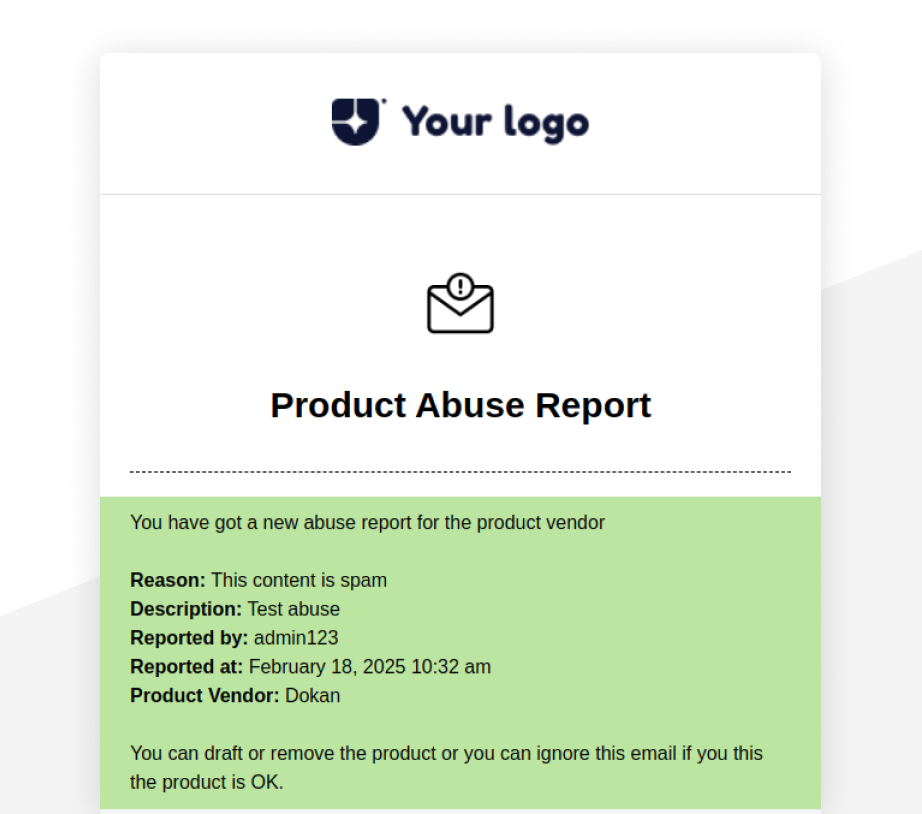 Your logo
Product Abuse Report
You have got a new abuse report for the product vendor
Reason: This content is spam
Description: Test abuse
Reported by: admin123
Reported at: February 18, 2025 10:32 am
Product Vendor: Dokan
You can draft or remove the product or you can ignore this email if you this
the product is OK.